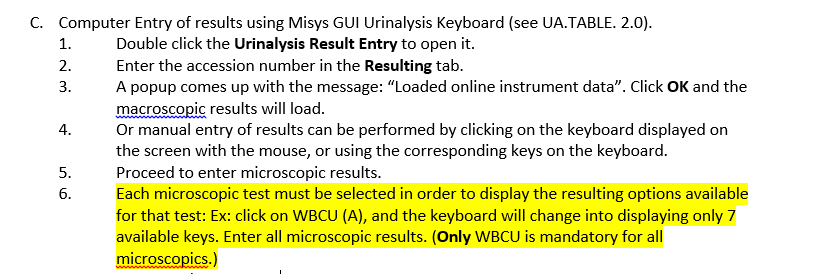 C. Computer Entry of results using Misys GUI Urinalysis Keyboard (see UA.TABLE. 2.0).
1. Double click the Urinalysis Result Entry to open it.
2. Enter the accession number in the Resulting tab.
3. A popup comes up with the message: “Loaded online instrument data”. Click OK and the
macroscopic results will load.
4. Or manual entry of results can be performed by clicking on the keyboard displayed on
the screen with the mouse, or using the corresponding keys on the keyboard.
5. Proceed to enter microscopic results.
6. Each microscopic test must be selected in order to display the resulting options available
for that test: Ex: click on WBCU (A), and the keyboard will change into displaying only 7
available keys. Enter all microscopic results. (Only WBCU is mandatory for all
microscopics.)